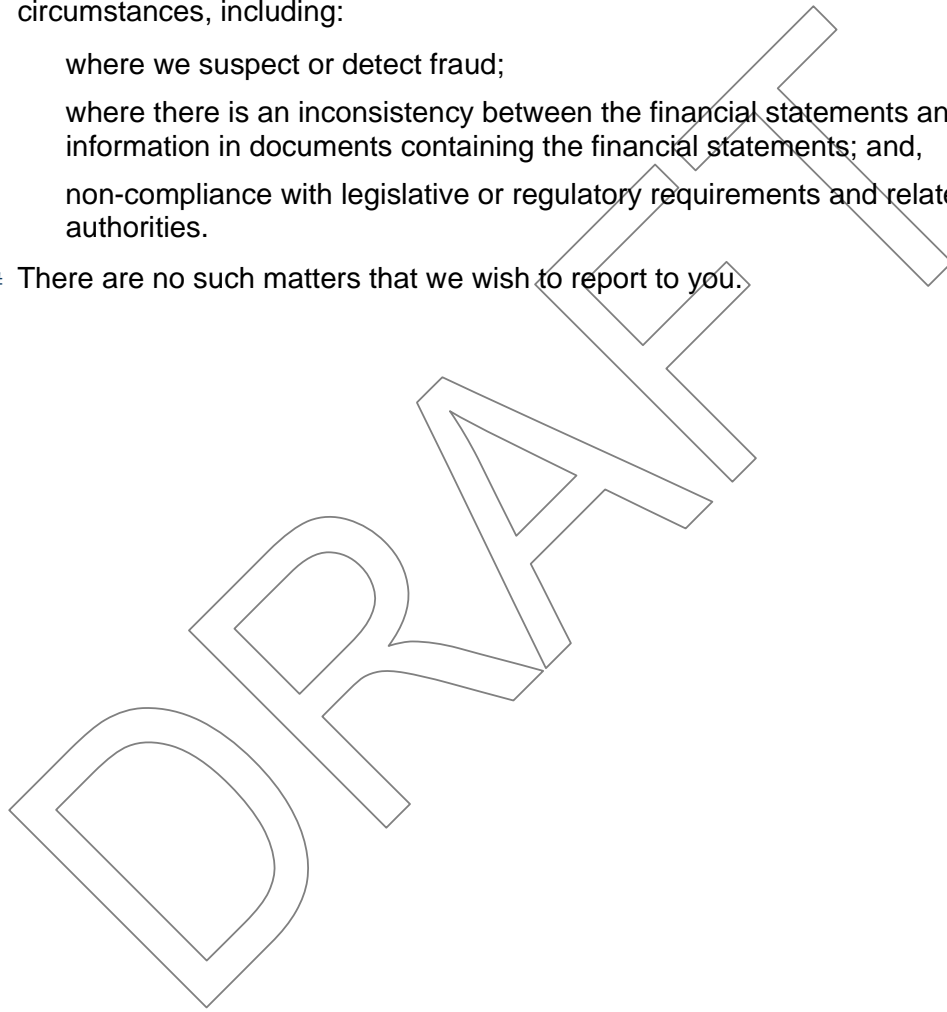 circumstances, including:
where we suspect or detect fraud;
where there is an inconsistency between the financial statements an
information in documents containing the financial statements; and,
non-compliance with legislative or regulatory requirements and relate
authorities.
There are no such matters that we wish to report to you.
DRAFT